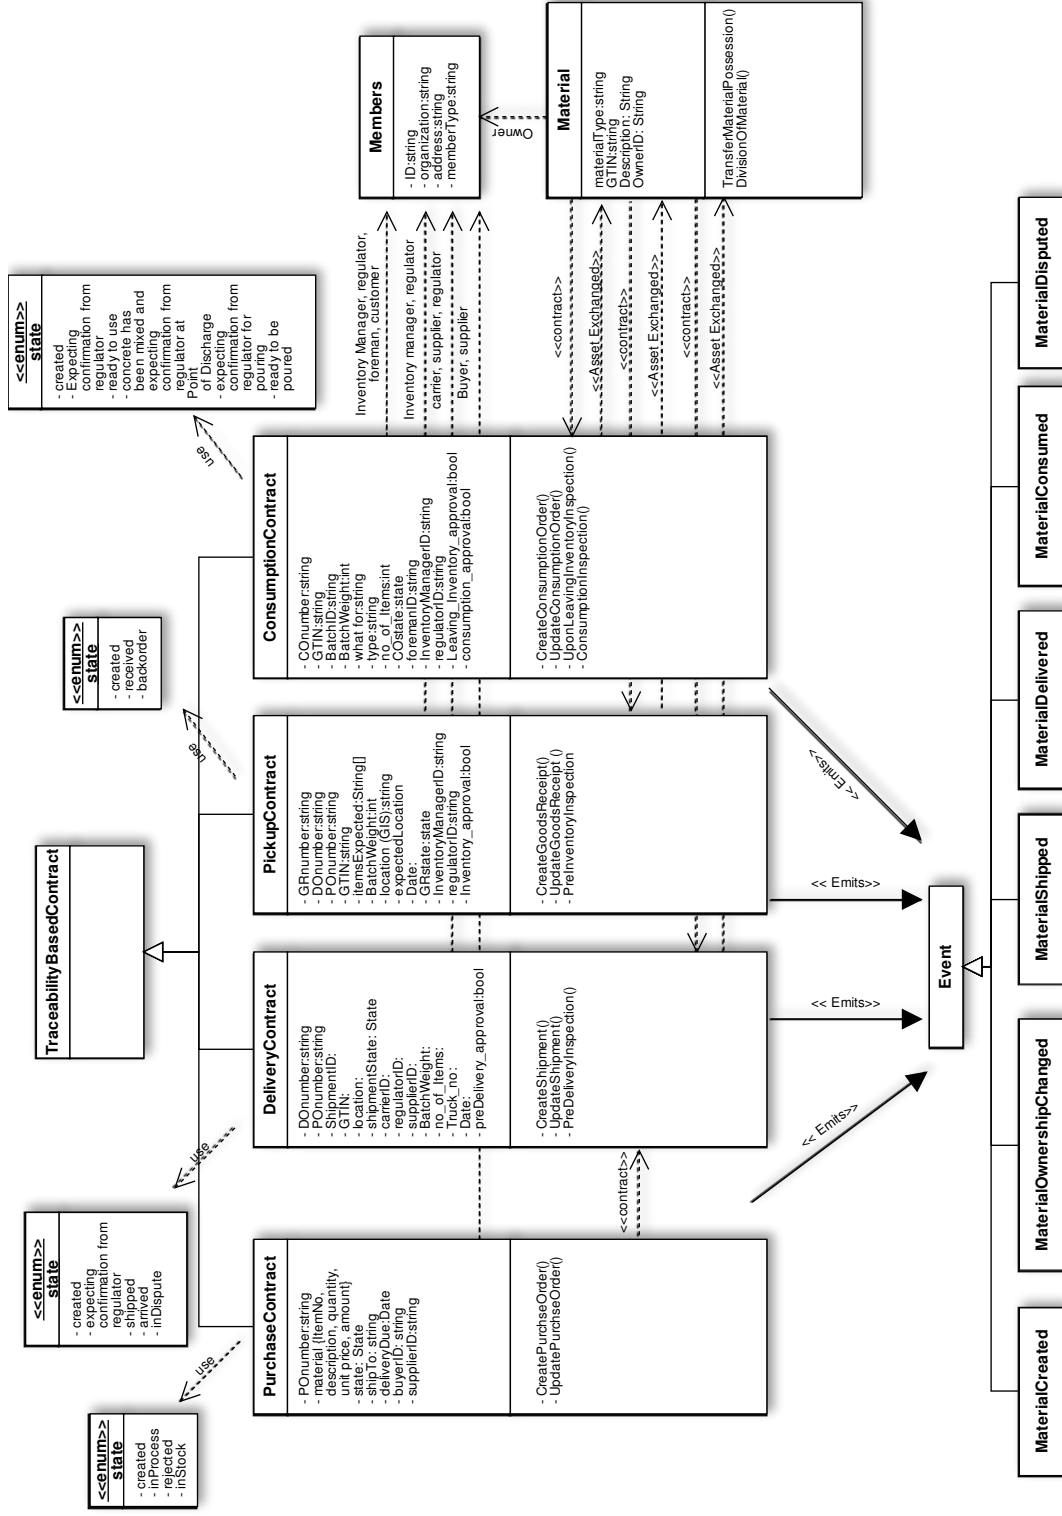 <<enum>>
state
- created
- inProcess
- rejected
- inStock
<<enum>>
state
- created
- expecting
confirmation from
regulator
- shipped
- arrived
- inDispute
TraceabilityBasedContract
<<enum>>
state
- created
- received
- backorder
<<enum>>
state
- created
- Expecting
confirmation from
regulator
- ready to use
- concrete has
been mixed and
expecting
confirmation from
regulator at
Point
of Discharge
- expecting
confirmation from
regulator for
pouring
- ready to be
poured
use
use
use
use
PurchaseContract
- POnumber:string
- material {ItemNo,
description, quantity,
unit price, amount}
- state: State
- shipTo: string
- deliveryDue:Date
- buyerID: string
- supplierID:string
- CreatePurchseOrder()
- UpdatePurchseOrder()
<<contract>>
DeliveryContract
- DOnumber:string
- POnumber:string
- ShipmentID:
- GTIN:
- location:
- shipmentState: State
- carrierID:
- regulatorID:
- supplierID:
- BatchWeight:
- no_of_Items:
- Truck_no:
- Date:
- preDelivery_approval:bool
- CreateShipment()
- UpdateShipment()
- PreDeliveryInspection()
PickupContract
- GRnumber:string
- DOnumber:string
- POnumber:string
- GTIN:string
- itemsExpected:String[]
- BatchWeight:int
- location (GIS):string
- expectedLocation
- Date:
- GRstate:state
- InventoryManagerID:string
- regulatorID:string
- Inventory_approval:bool
- CreateGoodsReceipt()
- UpdateGoodsReceipt ()
- PreInventoryInspection
ConsumptionContract
- COnumber:string
- GTIN:string
- BatchID:string
- BatchWeight:int
- what for:string
- type:string
- no_of_Items:int
- COstate:state
- foremanID:string
- InventoryManagerID:string
- regulatorID:string
- Leaving_Inventory_approval:bool
- consumption_approval:bool
- CreateConsumptionOrder()
- UpdateConsumptionOrder()
- UponLeavingInventoryInspection()
- ConsumptionInspection()
Inventory Manager, regulator,
foreman, customer
Inventory manager, regulator
carrier, supplier, regulator
Buyer, supplier
<<contract>>
<<Asset Exchanged>>
<<contract>>
<<Asset Exchanged>>
<<contract>>
<<Asset Exchanged>>
Members
- ID:string
- organization:string
- address:string
- memberType:string
Owner
Material
materialType:string
GTIN:string
Description: String
OwnerID: String
TransferMaterialPossession()
DivisionOfMaterial()
<< Emits>>
<< Emits>>
<< Emits>>
<< Emits>>
Event
MaterialCreated
MaterialOwnershipChanged
MaterialShipped
MaterialDelivered
MaterialConsumed
MaterialDisputed